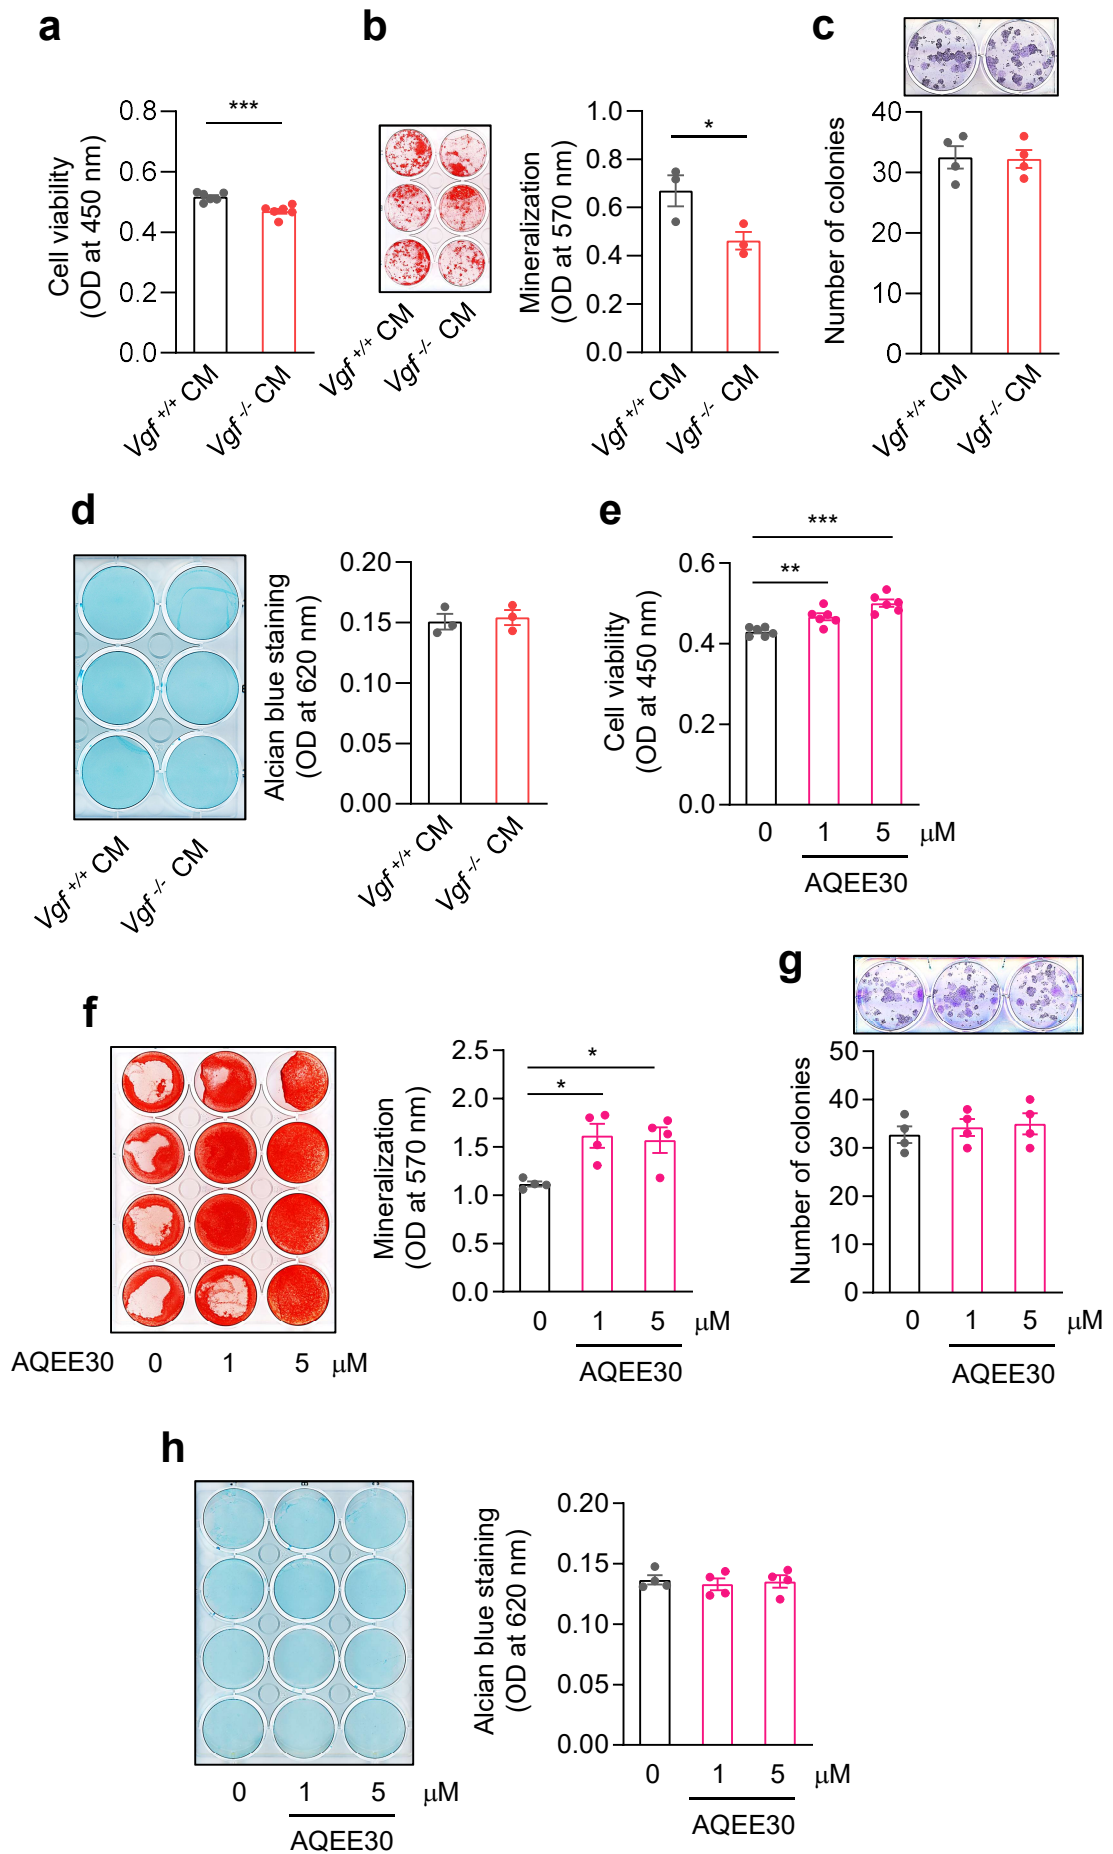 a
***
Cell viability
(OD at 450 nm)
0.8
0.6
0.4
0.2
0.0
Vgf +/+ CM
Vgf -/- CM
b
Vgf +/+ CM
Vgf -/- CM
*
Mineralization
(OD at 570 nm)
1.0
0.8
0.6
0.4
0.2
0.0
Vgf +/+ CM
Vgf -/- CM
c
Number of colonies
40
30
20
10
0
Vgf +/+ CM
Vgf -/- CM
d
Vgf +/+ CM
Vgf -/- CM
Alcian blue staining
(OD at 620 nm)
0.20
0.15
0.10
0.05
0.00
Vgf +/+ CM
Vgf -/- CM
e
***
**
Cell viability
(OD at 450 nm)
0.6
0.4
0.2
0.0
0 1 5 μM
AQEE30
f
AQEE30 0 1 5 μM
*
*
Mineralization
(OD at 570 nm)
2.5
2.0
1.5
1.0
0.5
0.0
0 1 5 μM
AQEE30
g
Number of colonies
50
40
30
20
10
0
0 1 5 μM
AQEE30
h
0 1 5 μM
AQEE30
Alcian blue staining
(OD at 620 nm)
0.20
0.15
0.10
0.05
0.00
0 1 5 μM
AQEE30